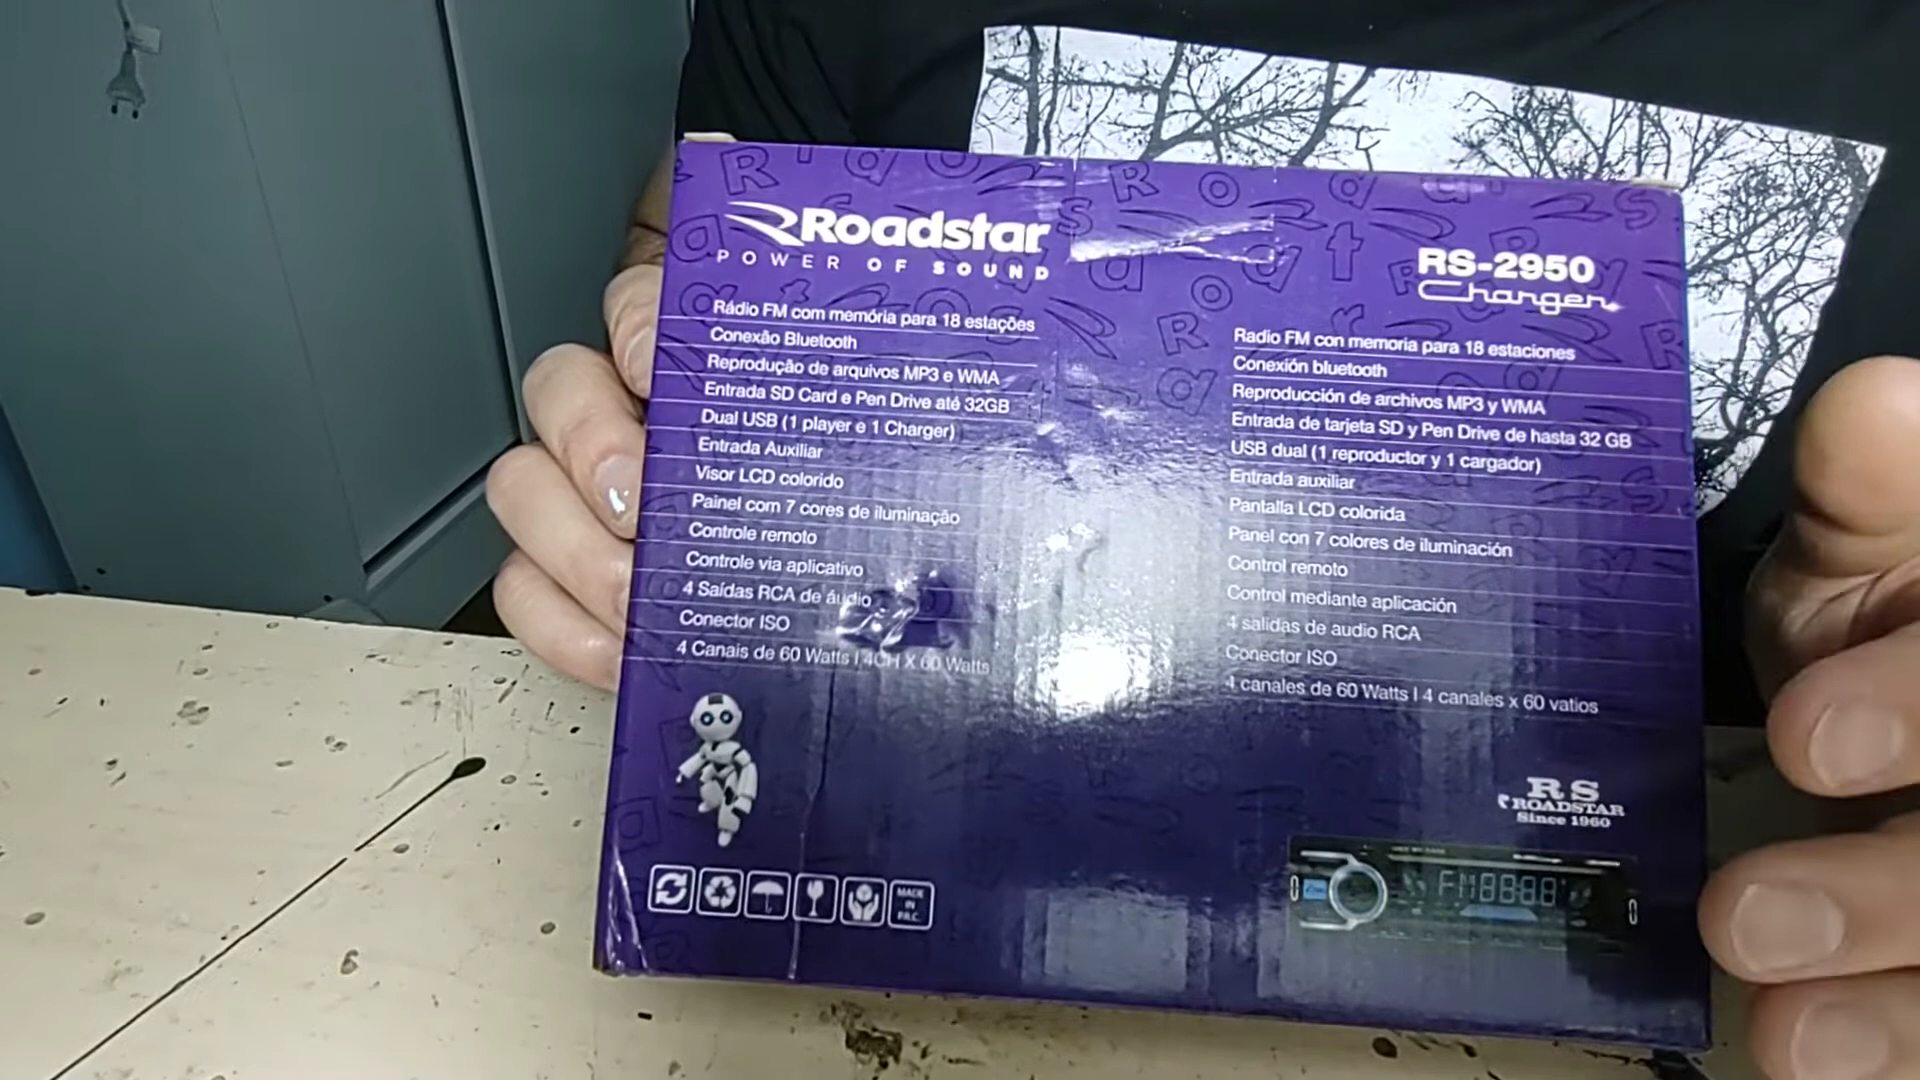 Roadstar
POWER OF SOUND
RS-2950
Charger
Rádio FM com memória para 18 estações
Conexão Bluetooth
Reprodução de arquivos MP3 e WMA
Entrada SD Card e Pen Drive até 32GB
Dual USB (1 player e 1 Charger)
Entrada Auxiliar
Visor LCD colorido
Painel com 7 cores de iluminação
Controle remoto
Controle via aplicativo
4 Saídas RCA de áudio
Conector ISO
4 Canais de 60 Watts | 4CH X 60 Watts
Radio FM con memoria para 18 estaciones
Conexión bluetooth
Reproducción de archivos MP3 y WMA
Entrada de tarjeta SD y Pen Drive de hasta 32 GB
USB dual (1 reproductor y 1 cargador)
Entrada auxiliar
Pantalla LCD colorida
Panel con 7 colores de iluminación
Control remoto
Control mediante aplicación
4 salidas de audio RCA
Conector ISO
4 canales de 60 Watts | 4 canales x 60 vatios
RS
ROADSTAR
Since 1960
MADE
IN
P.R.C.
FM 88:88